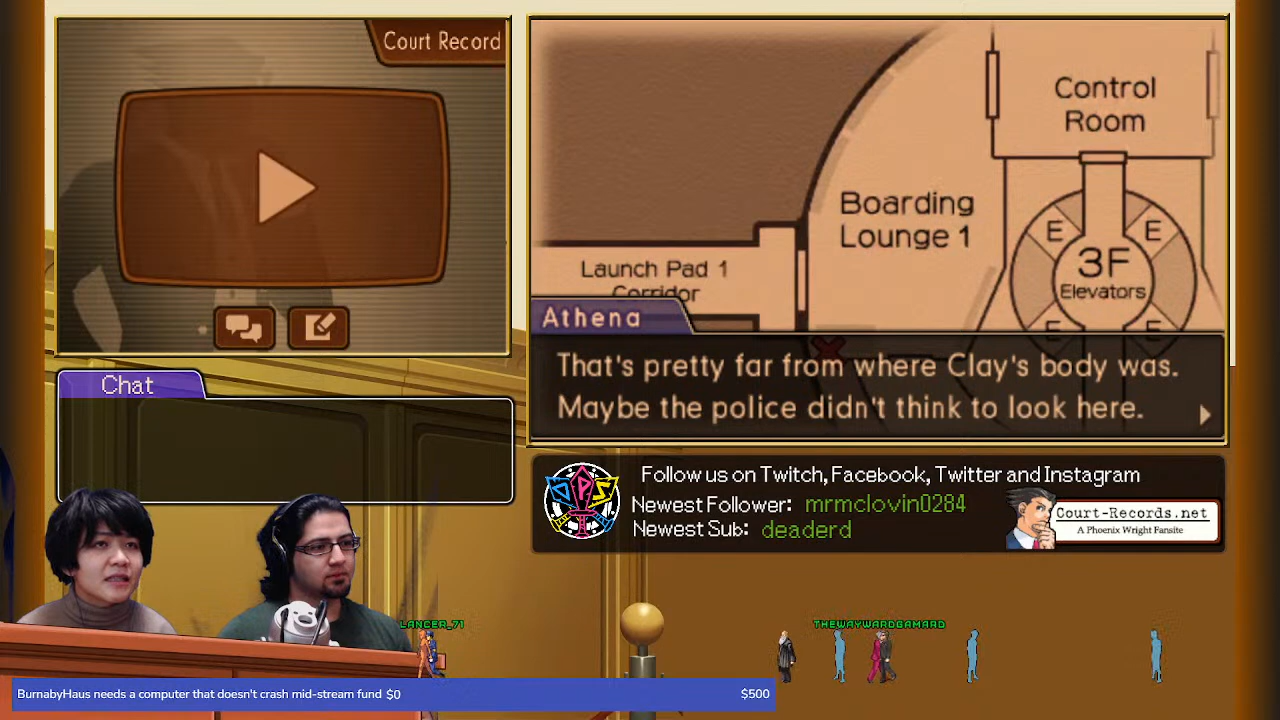 Court Record
Control
Room
Boarding
Lounge 1
E
E
3F
Elevators
E
E
Launch Pad 1
Corridor
Athena
That's pretty far from where Clay's body was.
Maybe the police didn't think to look here.
Chat
Follow us on Twitch, Facebook, Twitter and Instagram
DPS
Newest Follower: mrmclovin0284
Newest Sub: deaderd
Court-Records.net
A Phoenix Wright Fansite
LANCER_71
THEWAYWARDGAMARD
BurnabyHaus needs a computer that doesn't crash mid-stream fund $0
$500